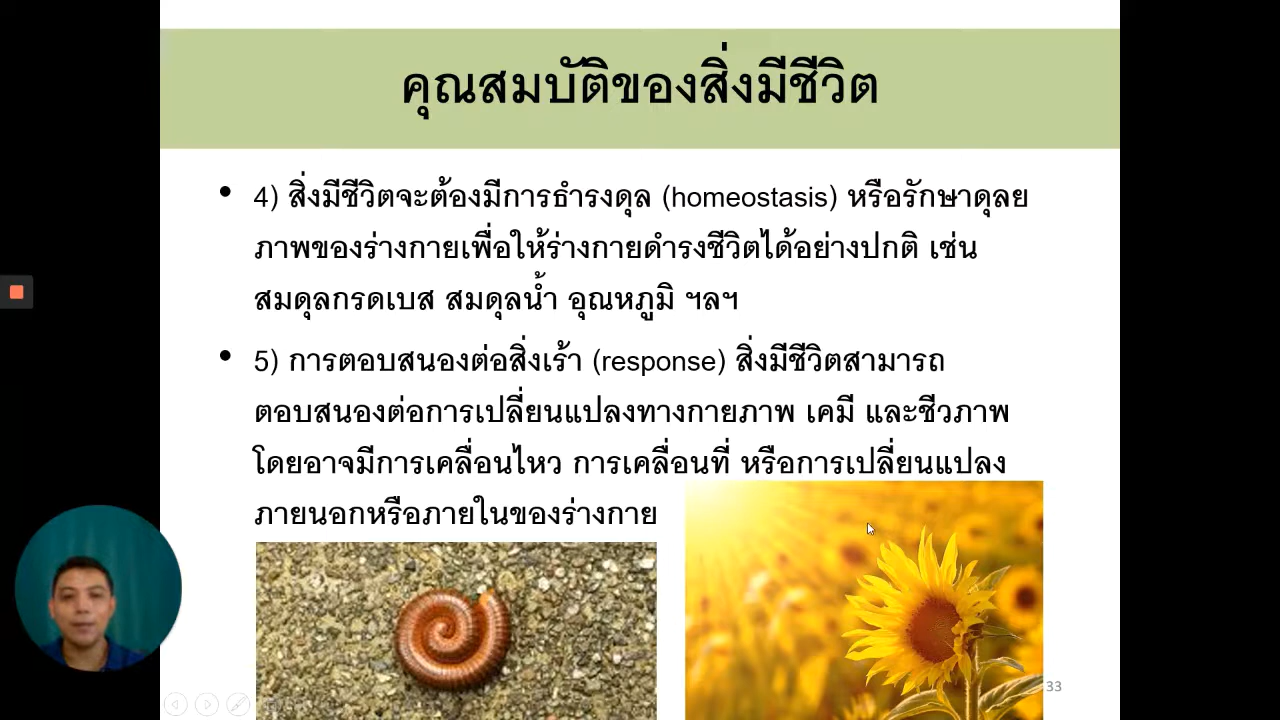 คุณสมบัติของสิ่งมีชีวิต
• 4) สิ่งมีชีวิตจะต้องมีการธำรงดุล (homeostasis) หรือรักษาดุลย
ภาพของร่างกายเพื่อให้ร่างกายดำรงชีวิตได้อย่างปกติ เช่น
สมดุลกรดเบส สมดุลน้ำ อุณหภูมิ ฯลฯ
• 5) การตอบสนองต่อสิ่งเร้า (response) สิ่งมีชีวิตสามารถ
ตอบสนองต่อการเปลี่ยนแปลงทางกายภาพ เคมี และชีวภาพ
โดยอาจมีการเคลื่อนไหว การเคลื่อนที่ หรือการเปลี่ยนแปลง
ภายนอกหรือภายในของร่างกาย
33